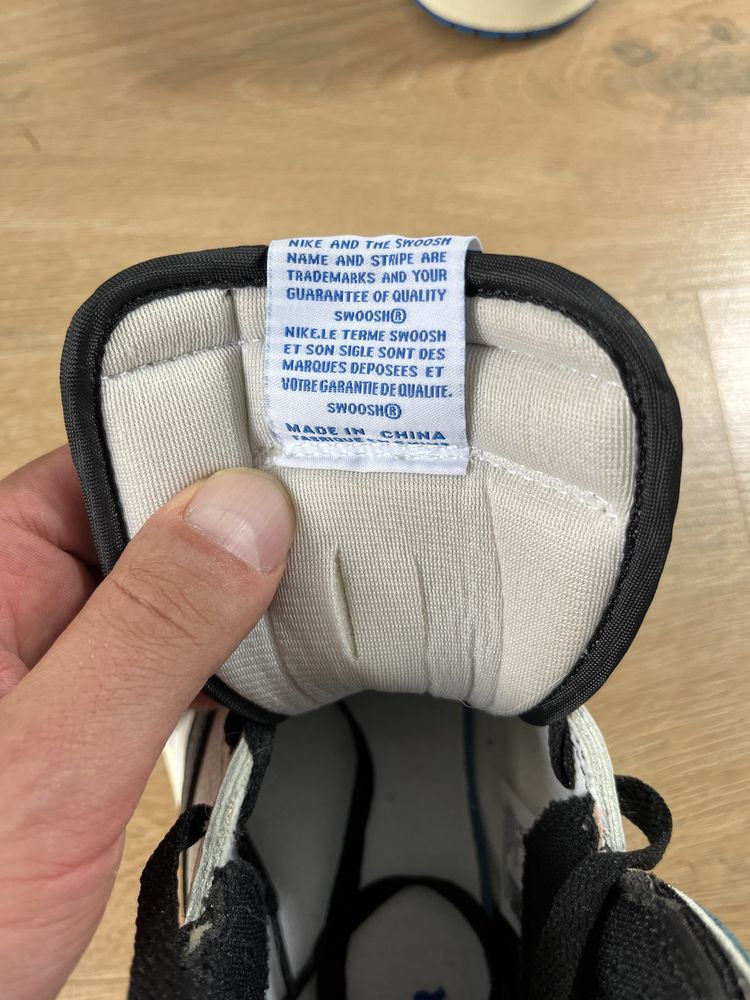 NIKE AND THE SWOOSH
NAME AND STRIPE ARE
TRADEMARKS AND YOUR
GUARANTEE OF QUALITY
SWOOSH®
NIKE.LE TERME SWOOSH
ET SON SIGLE SONT DES
MARQUES DEPOSEES ET
VOTRE GARANTIE DE QUALITE.
SWOOSH®
MADE IN CHINA